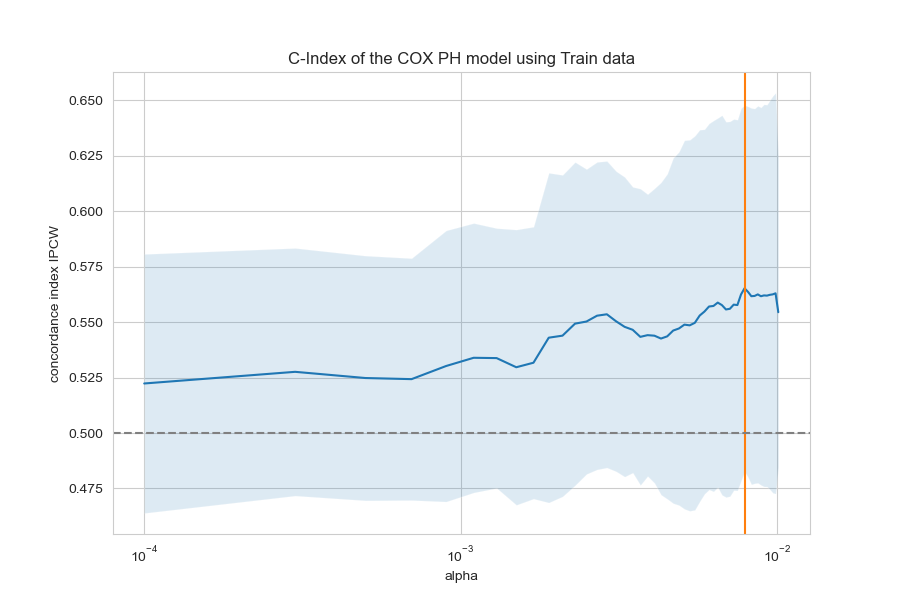 C-Index of the COX PH model using Train data
concordance index IPCW
0.650
0.625
0.600
0.575
0.550
0.525
0.500
0.475
10⁻⁴ 10⁻³ 10⁻²
alpha